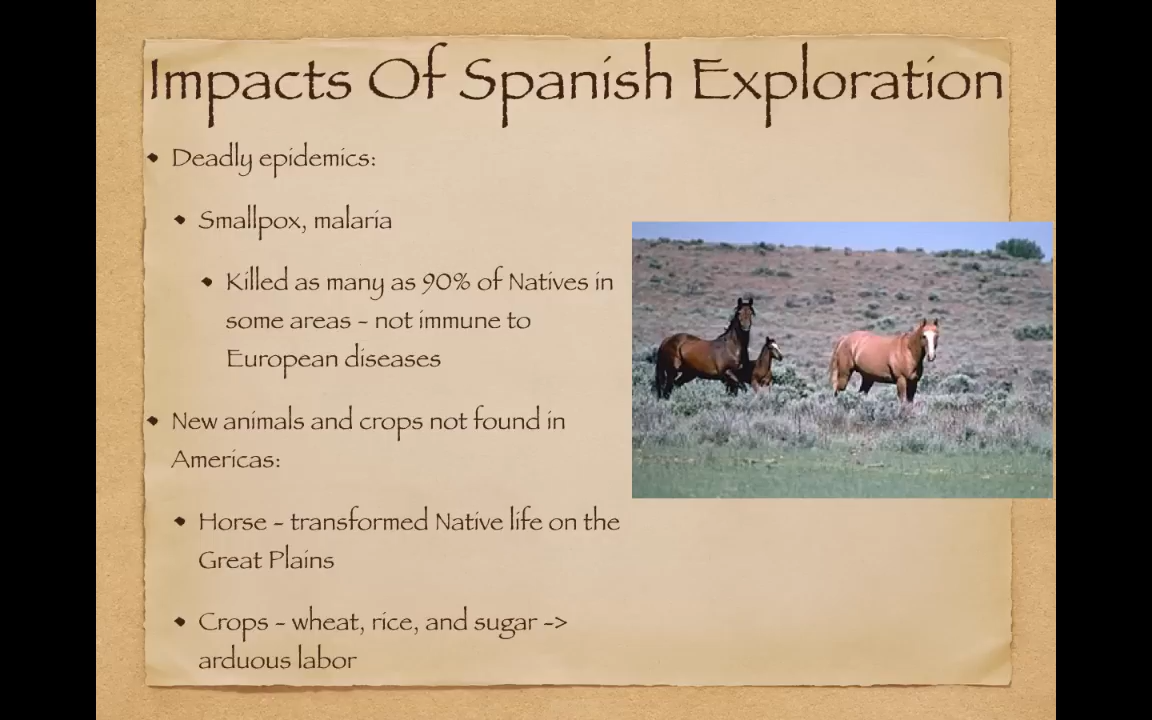 Impacts Of Spanish Exploration
• Deadly epidemics:
• Smallpox, malaria
• Killed as many as 90% of Natives in
some areas - not immune to
European diseases
• New animals and crops not found in
Americas:
• Horse - transformed Native life on the
Great Plains
• Crops - wheat, rice, and sugar ->
arduous labor